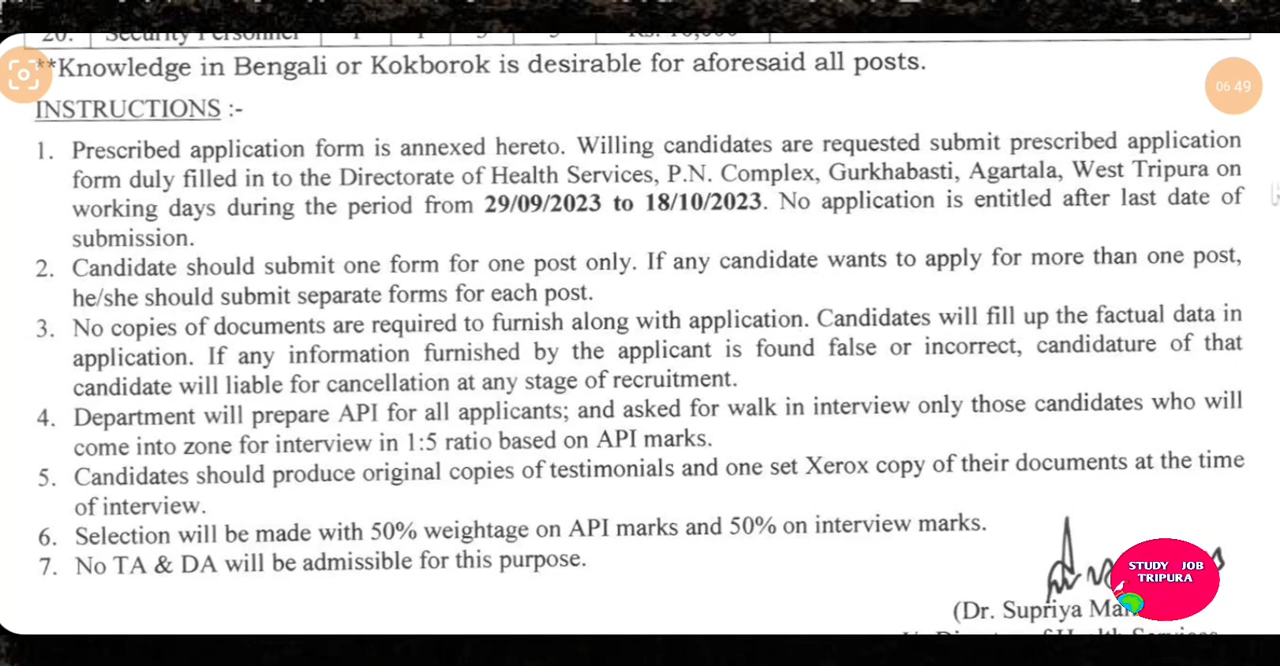 20. Security Personnel
**Knowledge in Bengali or Kokborok is desirable for aforesaid all posts.
06 49
INSTRUCTIONS :-
1. Prescribed application form is annexed hereto. Willing candidates are requested submit prescribed application
form duly filled in to the Directorate of Health Services, P.N. Complex, Gurkhabasti, Agartala, West Tripura on
working days during the period from 29/09/2023 to 18/10/2023. No application is entitled after last date of
submission.
2. Candidate should submit one form for one post only. If any candidate wants to apply for more than one post,
he/she should submit separate forms for each post.
3. No copies of documents are required to furnish along with application. Candidates will fill up the factual data in
application. If any information furnished by the applicant is found false or incorrect, candidature of that
candidate will liable for cancellation at any stage of recruitment.
4. Department will prepare API for all applicants; and asked for walk in interview only those candidates who will
come into zone for interview in 1:5 ratio based on API marks.
5. Candidates should produce original copies of testimonials and one set Xerox copy of their documents at the time
of interview.
6. Selection will be made with 50% weightage on API marks and 50% on interview marks.
7. No TA & DA will be admissible for this purpose.
STUDY JOB
TRIPURA
(Dr. Supriya